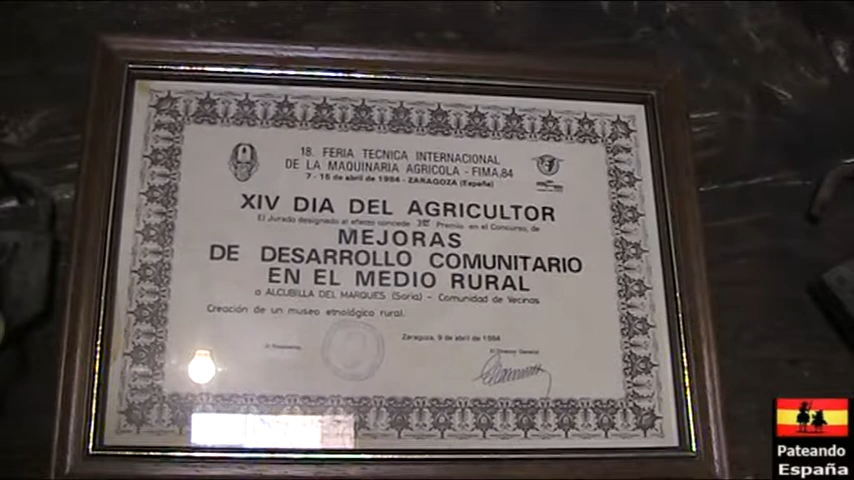 18. FERIA TECNICA INTERNACIONAL
DE LA MAQUINARIA AGRICOLA - FIMA.84
7 - 15 de abril de 1984 - ZARAGOZA (España)
XIV DIA DEL AGRICULTOR
El Jurado designado al efecto concede Premio en el Concurso, de
MEJORAS
DE DESARROLLO COMUNITARIO
EN EL MEDIO RURAL
a ALCUBILLA DEL MARQUES (Soria) - COMUNIDAD DE Vecinos
Creación de un museo etnológico rural.
Zaragoza, 9 de abril de 1984
El Presidente, El Director General,
Pateando
España